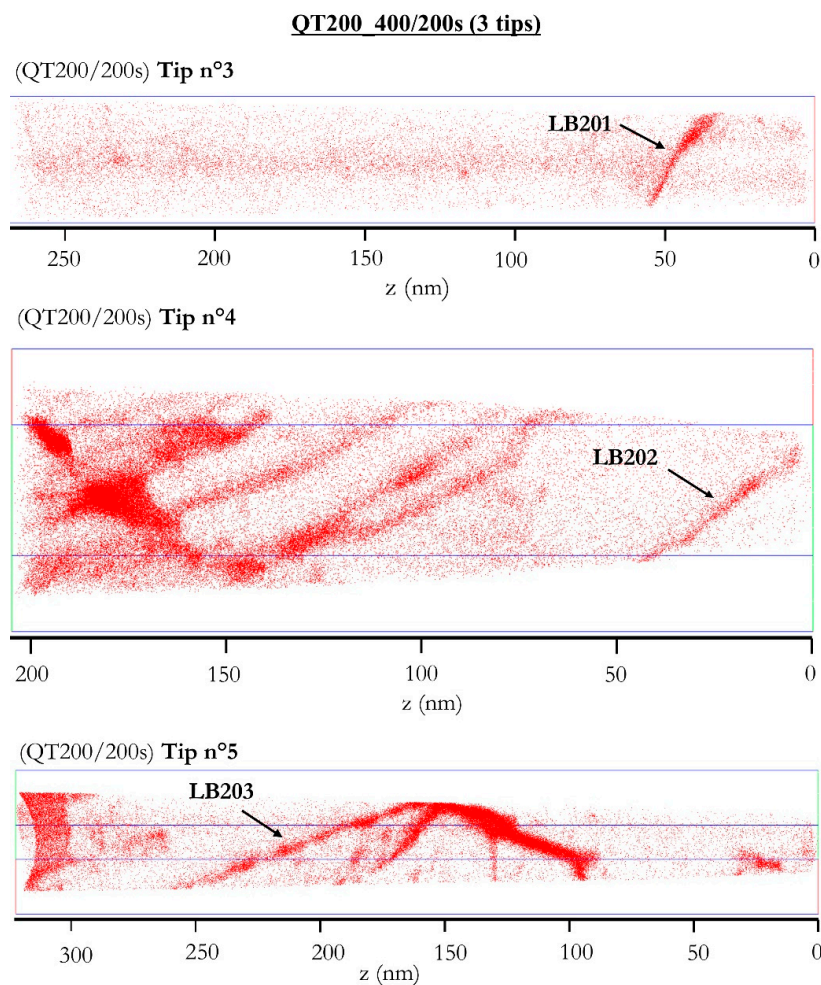 QT200_400/200s (3 tips)
(QT200/200s) Tip n°3
LB201
250 200 150 100 50 0
z (nm)
(QT200/200s) Tip n°4
LB202
200 150 100 50 0
z (nm)
(QT200/200s) Tip n°5
LB203
300 250 200 150 100 50 0
z (nm)